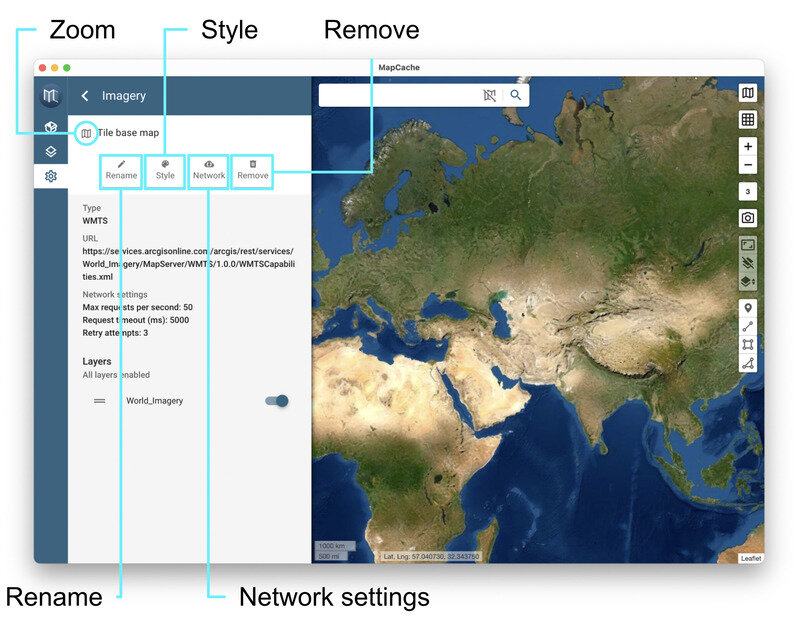 Zoom
Style
Remove
MapCache
Imagery
Tile base map
Rename
Style
Network
Remove
Type
WMTS
URL
https://services.arcgisonline.com/arcgis/rest/services/
World_Imagery/MapServer/WMTS/1.0.0/WMTSCapabili
ties.xml
Network settings
Max requests per second: 50
Request timeout (ms): 5000
Retry attempts: 3
Layers
All layers enabled
World_Imagery
3
1000 km
500 mi
Lat, Lng: 57.040730, 32.343750
Leaflet
Rename
Network settings